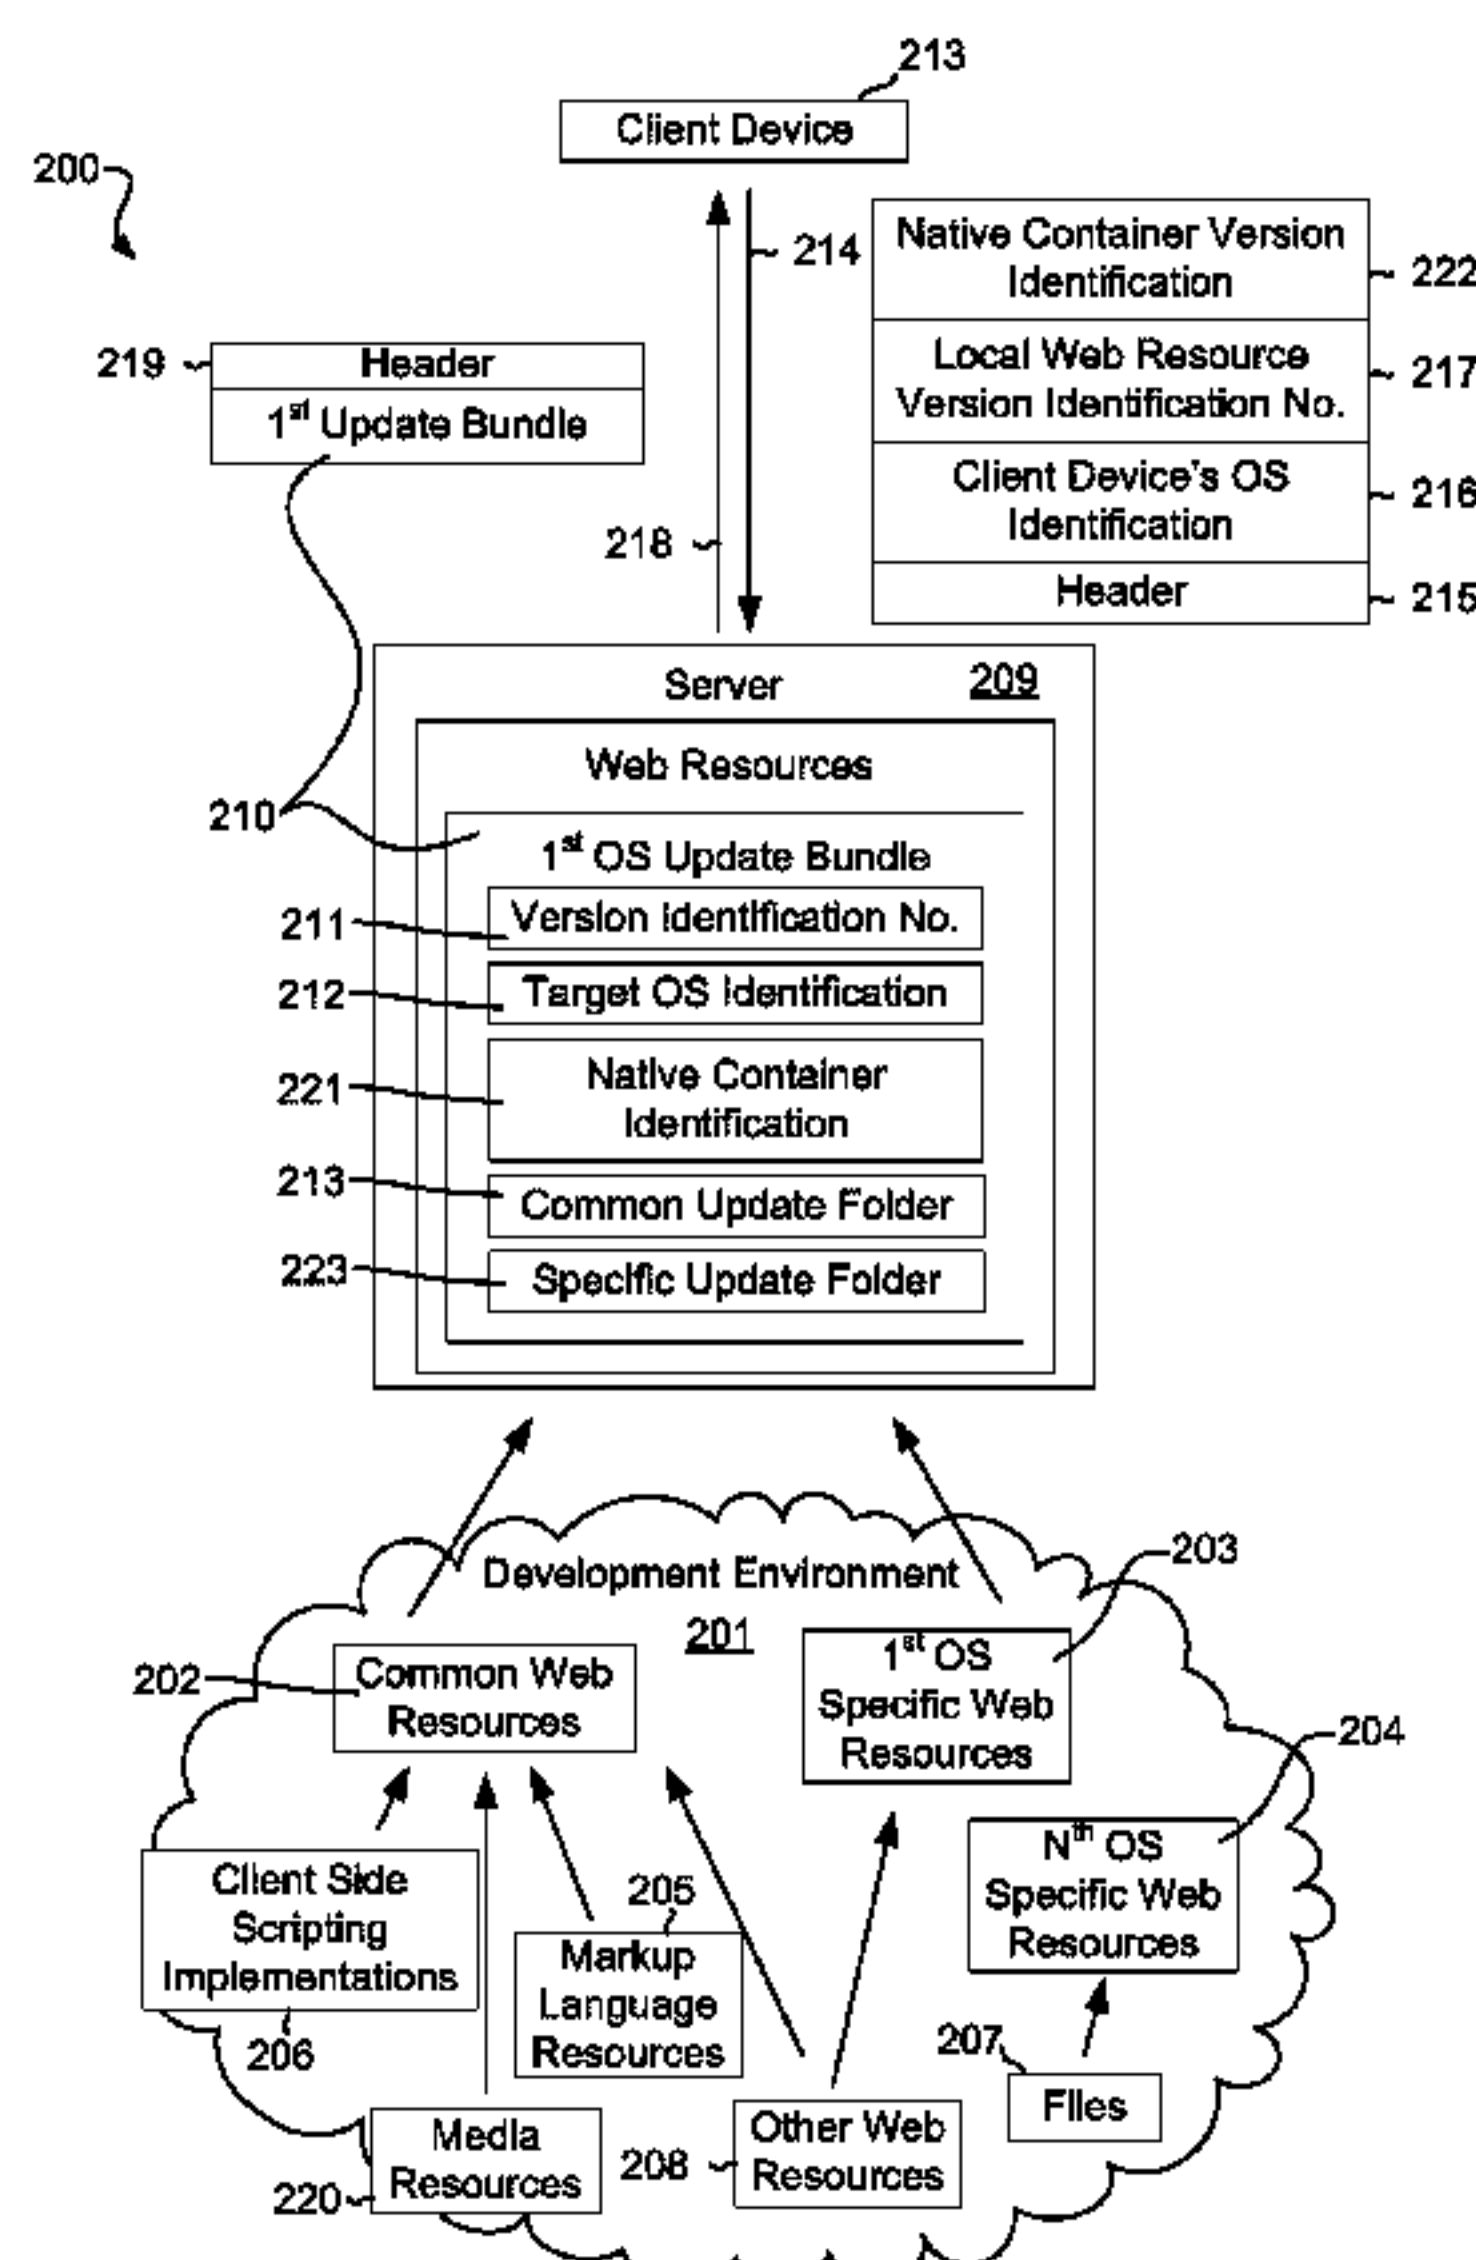 213
Client Device
200
214
Native Container Version
Identification
222
Local Web Resource
Version Identification No.
217
Client Device's OS
Identification
216
Header
215
219
Header
1st Update Bundle
218
Server
209
Web Resources
210
1st OS Update Bundle
211
Version Identification No.
212
Target OS Identification
221
Native Container
Identification
213
Common Update Folder
223
Specific Update Folder
Development Environment
201
203
202
Common Web
Resources
1st OS
Specific Web
Resources
204
Nth OS
Specific Web
Resources
Client Side
Scripting
Implementations
206
205
Markup
Language
Resources
207
Files
Media
Resources
220
208
Other Web
Resources